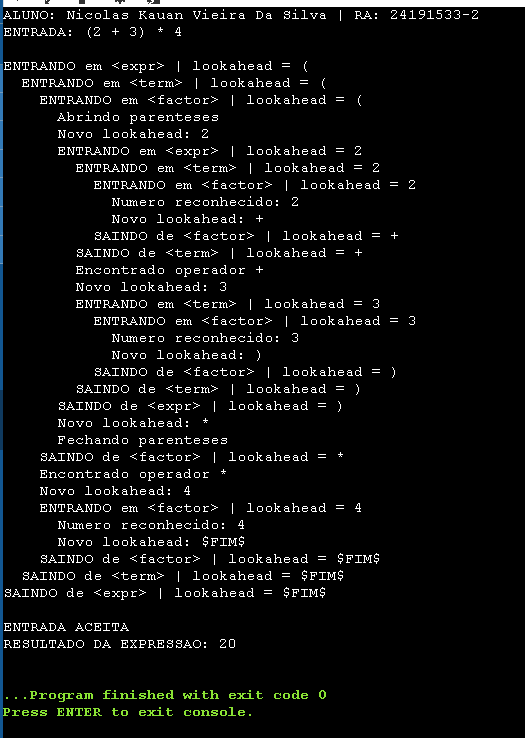 ALUNO: Nicolas Kauan Vieira Da Silva | RA: 24191533-2
ENTRADA: (2 + 3) * 4
ENTRANDO em <expr> | lookahead = (
ENTRANDO em <term> | lookahead = (
ENTRANDO em <factor> | lookahead = (
Abrindo parenteses
Novo lookahead: 2
ENTRANDO em <expr> | lookahead = 2
ENTRANDO em <term> | lookahead = 2
ENTRANDO em <factor> | lookahead = 2
Numero reconhecido: 2
Novo lookahead: +
SAINDO de <factor> | lookahead = +
SAINDO de <term> | lookahead = +
Encontrado operador +
Novo lookahead: 3
ENTRANDO em <term> | lookahead = 3
ENTRANDO em <factor> | lookahead = 3
Numero reconhecido: 3
Novo lookahead: )
SAINDO de <factor> | lookahead = )
SAINDO de <term> | lookahead = )
SAINDO de <expr> | lookahead = )
Novo lookahead: *
Fechando parenteses
SAINDO de <factor> | lookahead = *
Encontrado operador *
Novo lookahead: 4
ENTRANDO em <factor> | lookahead = 4
Numero reconhecido: 4
Novo lookahead: $FIM$
SAINDO de <factor> | lookahead = $FIM$
SAINDO de <term> | lookahead = $FIM$
SAINDO de <expr> | lookahead = $FIM$
ENTRADA ACEITA
RESULTADO DA EXPRESSAO: 20
...Program finished with exit code 0
Press ENTER to exit console.